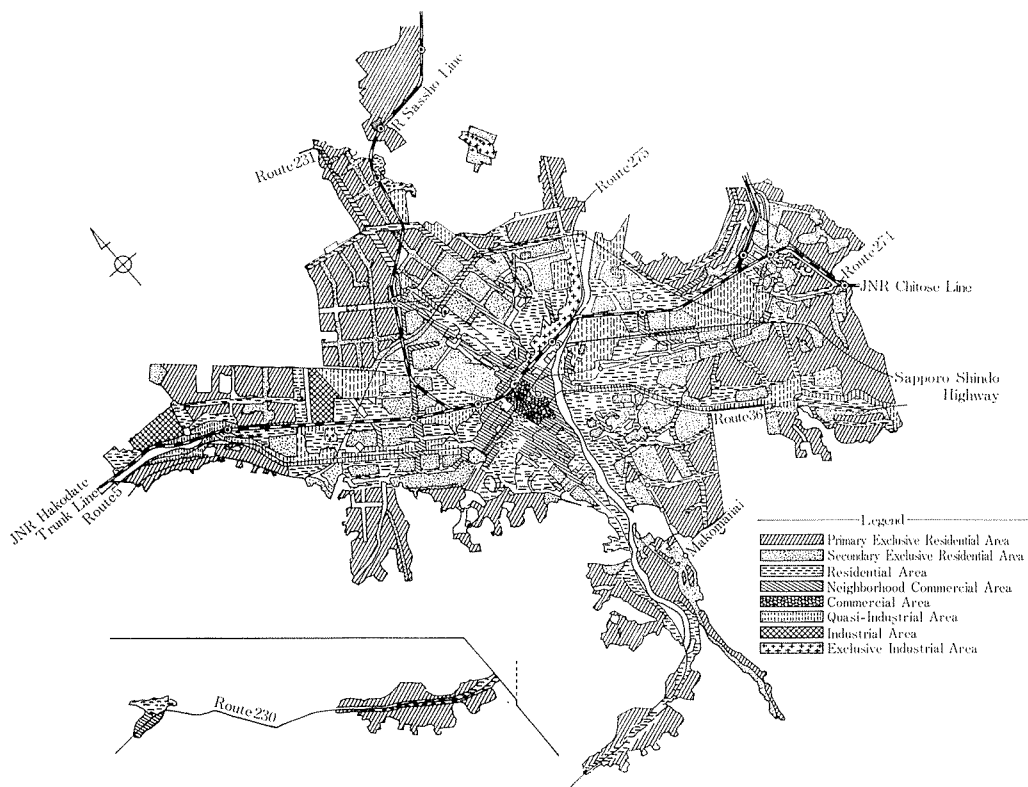 R Sassho Line
Route231
Route275
Route271
JNR Chitose Line
Sapporo Shindo
Highway
Route36
JNR Hakodate
Trunk Line
Route5
Makomanai
Legend
Primary Exclusive Residential Area
Secondary Exclusive Residential Area
Residential Area
Neighborhood Commercial Area
Commercial Area
Quasi-Industrial Area
Industrial Area
Exclusive Industrial Area
Route230